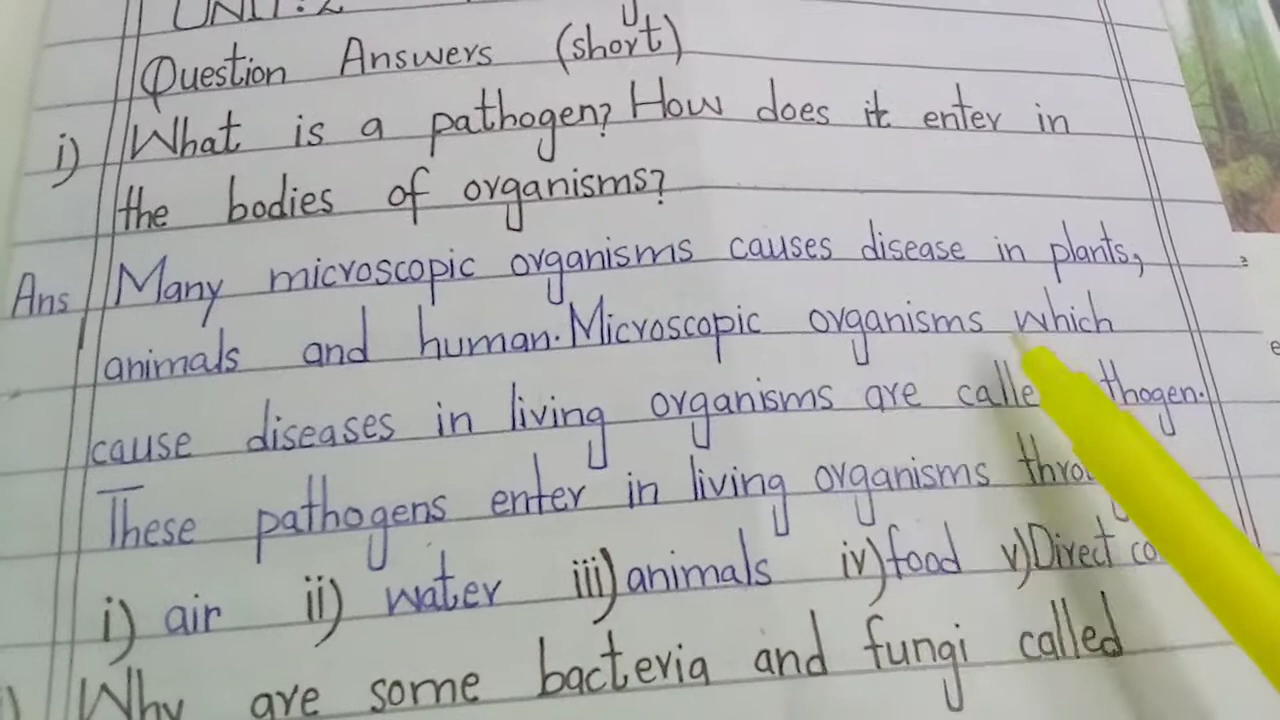 UNIT: 2
Question Answers (short)
i) What is a pathogen? How does it enter in
the bodies of organisms?
Ans Many microscopic organisms causes disease in plants,
animals and human. Microscopic organisms which
cause diseases in living organisms are calle thogen.
These pathogens enter in living organisms thro
i) air ii) water iii) animals iv) food v) Direct co
Why are some bacteria and fungi called